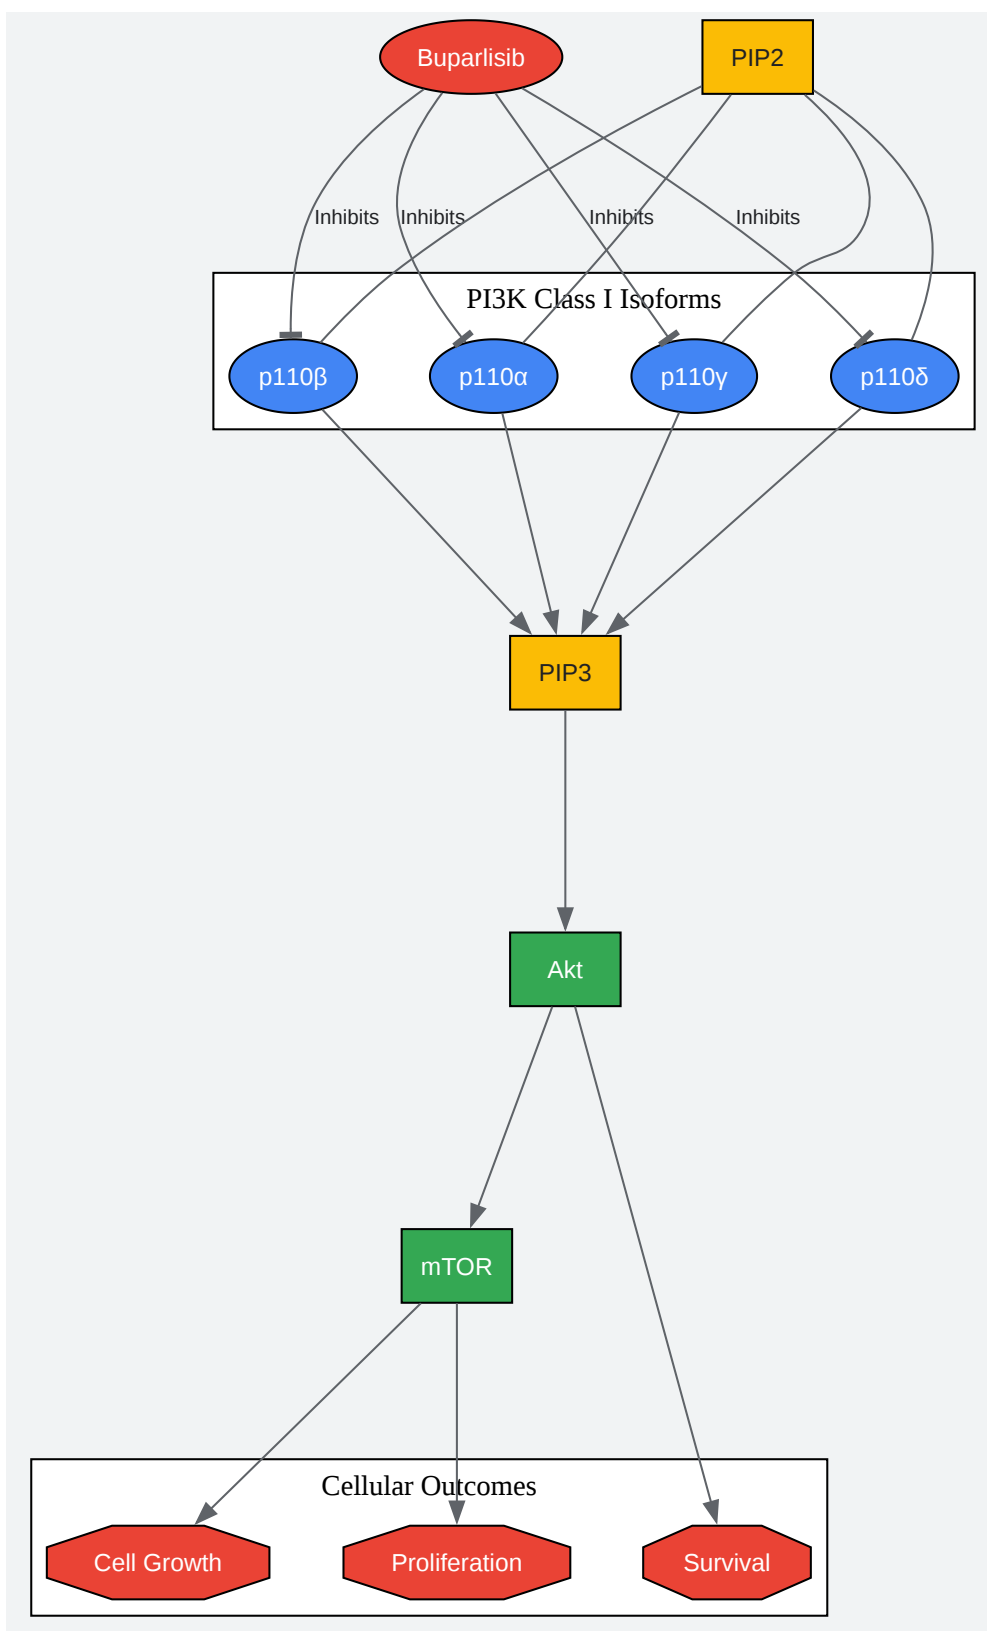 Buparlisib
PIP2
Inhibits
Inhibits
Inhibits
Inhibits
PI3K Class I Isoforms
p110β
p110α
p110γ
p110δ
PIP3
Akt
mTOR
Cellular Outcomes
Cell Growth
Proliferation
Survival